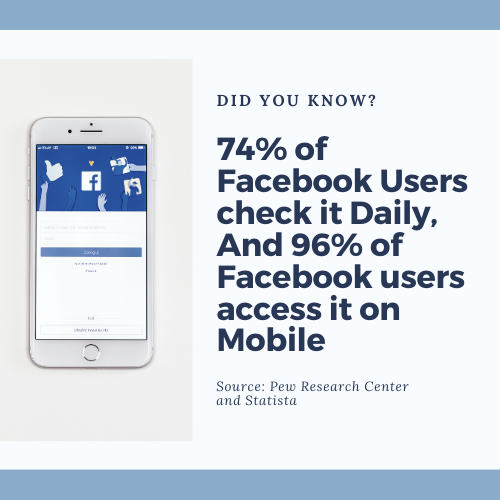 DID YOU KNOW?
74% of
Facebook Users
check it Daily,
And 96% of
Facebook users
access it on
Mobile
Source: Pew Research Center
and Statista
f